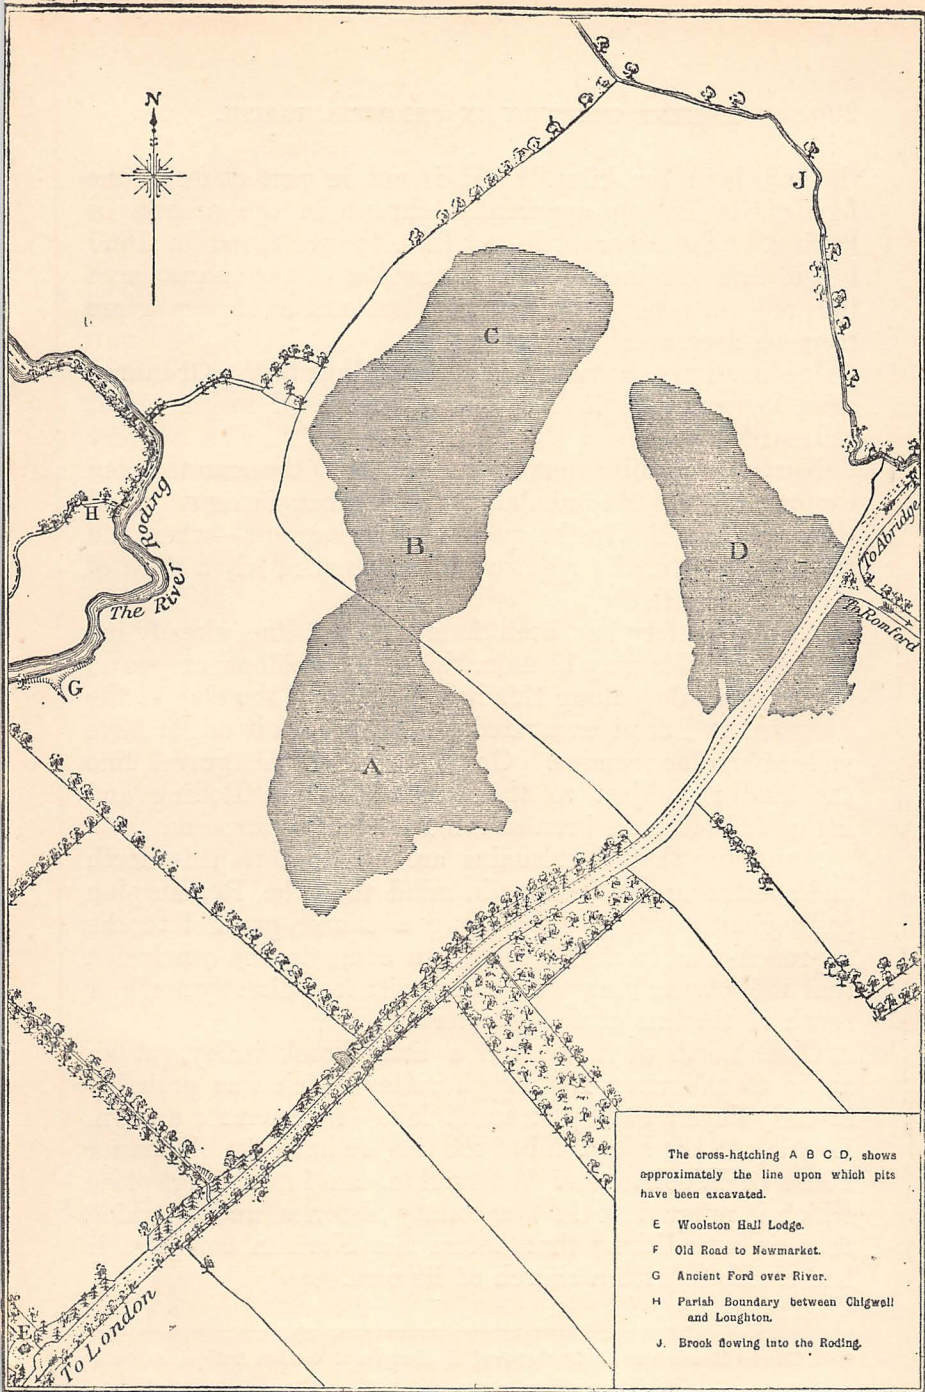 N
J
C
H
B
D
The River Roding
G
A
F
To Abridge
To Romford
E
To London
The cross-hatching A B C D, shows
approximately the line upon which pits
have been excavated.
E Woolston Hall Lodge.
F Old Road to Newmarket.
G Ancient Ford over River.
H Parish Boundary between Chigwell
and Loughton.
J. Brook flowing into the Roding.